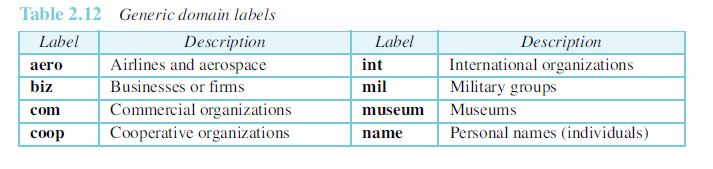 Table 2.12 Generic domain labels
Label Description Label Description
aero Airlines and aerospace int International organizations
biz Businesses or firms mil Military groups
com Commercial organizations museum Museums
coop Cooperative organizations name Personal names (individuals)